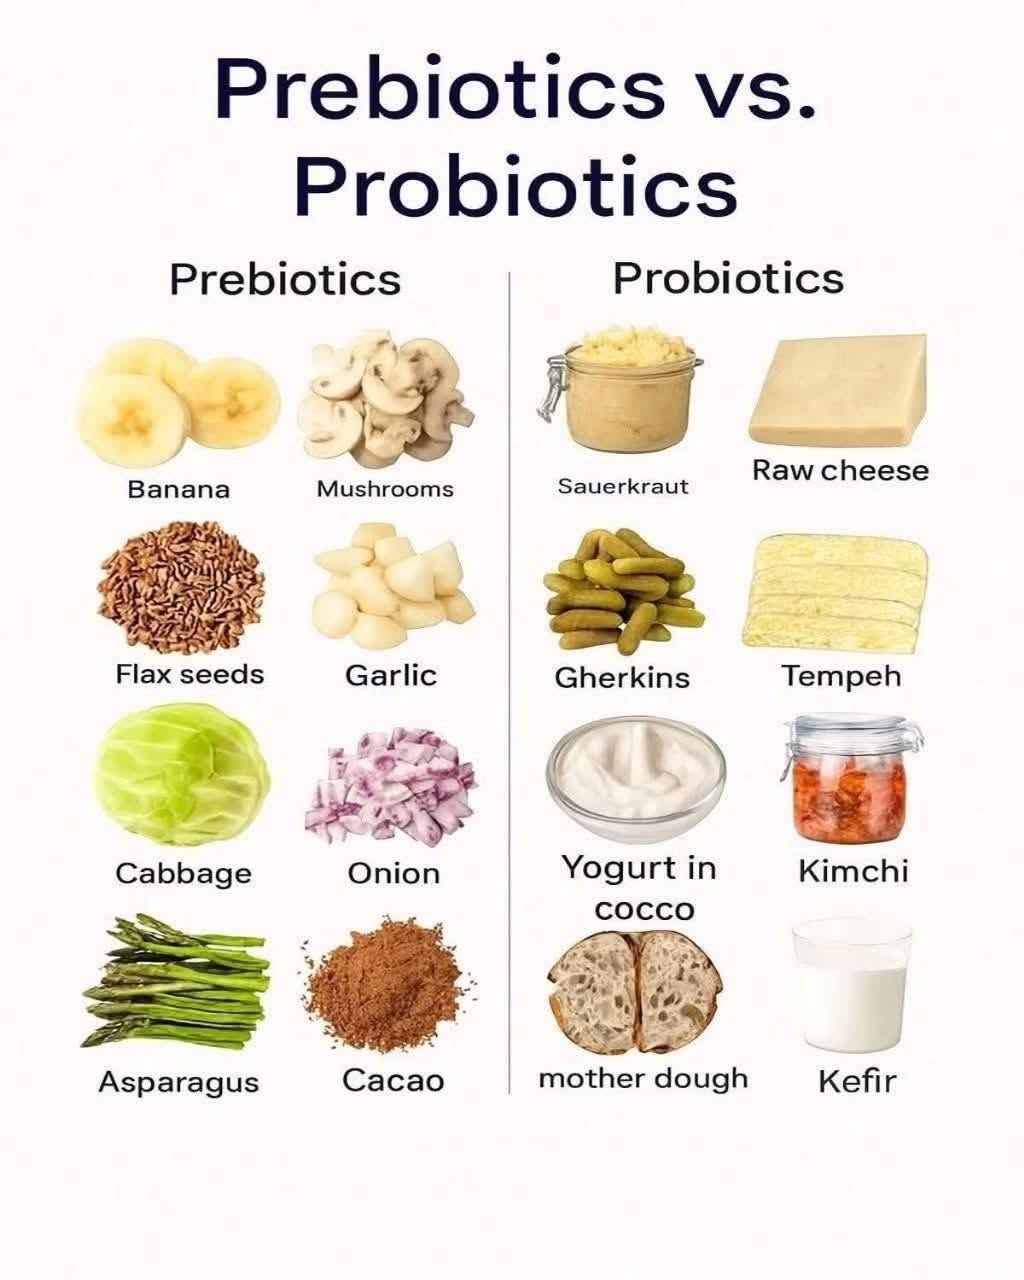 Prebiotics vs.
Probiotics
Prebiotics
Probiotics
Banana
Mushrooms
Sauerkraut
Raw cheese
Flax seeds
Garlic
Gherkins
Tempeh
Cabbage
Onion
Yogurt in
cocco
Kimchi
Asparagus
Cacao
mother dough
Kefir